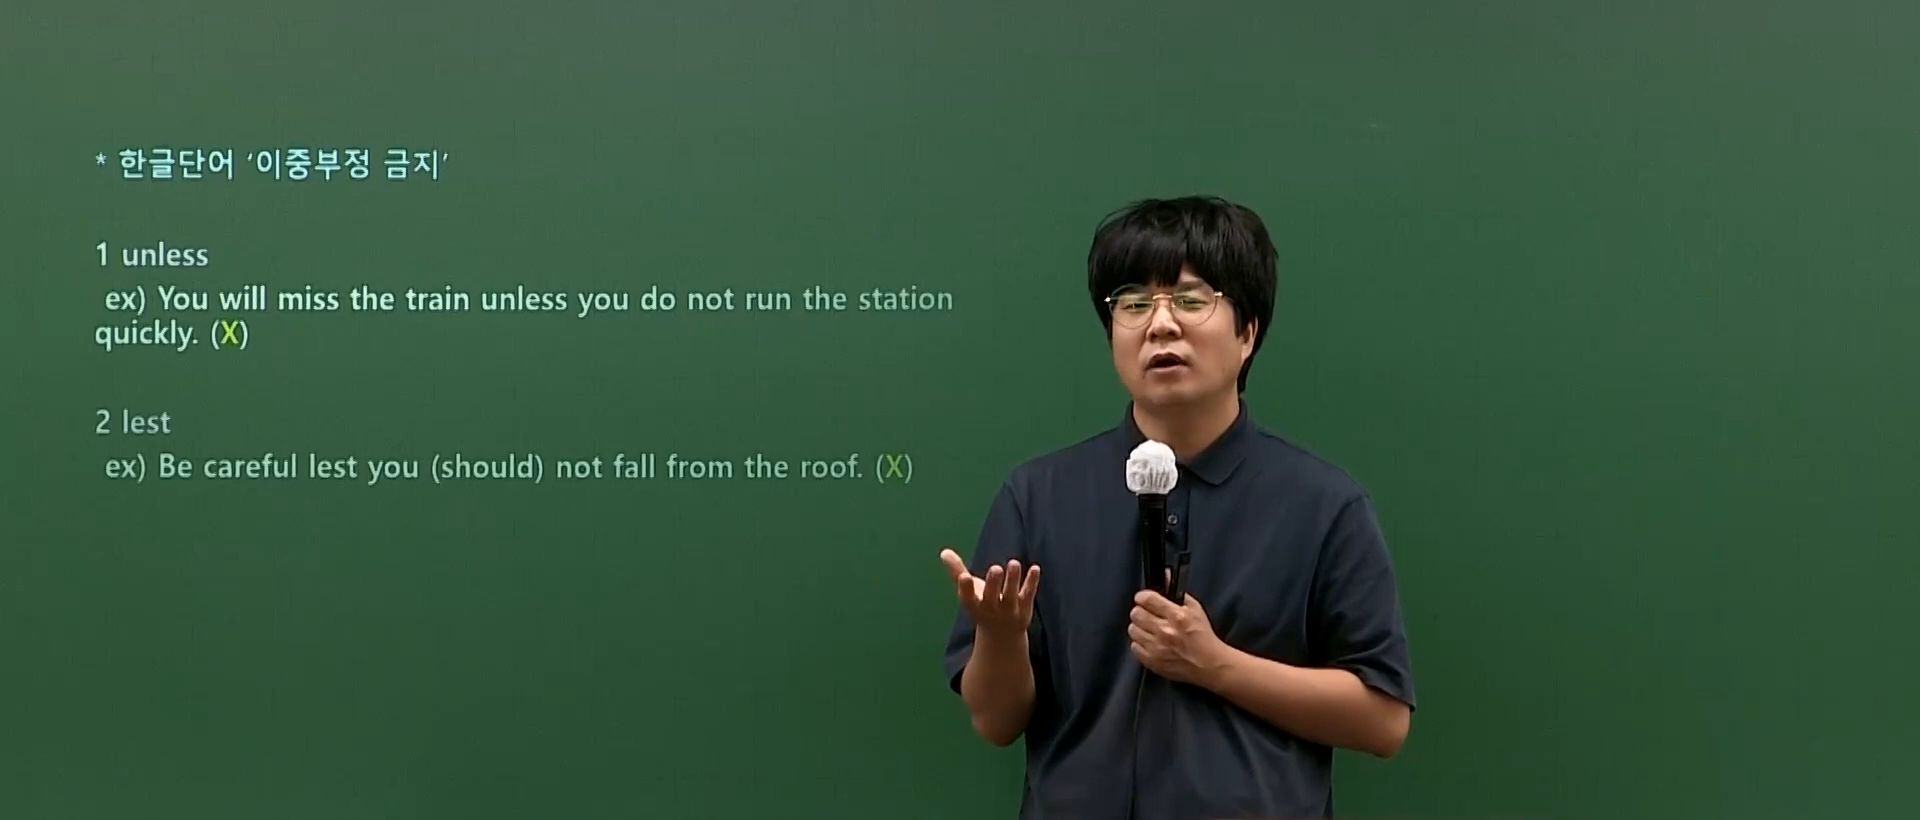 * 한글단어 ‘이중부정 금지’
1 unless
ex) You will miss the train unless you do not run the station
quickly. (X)
2 lest
ex) Be careful lest you (should) not fall from the roof. (X)